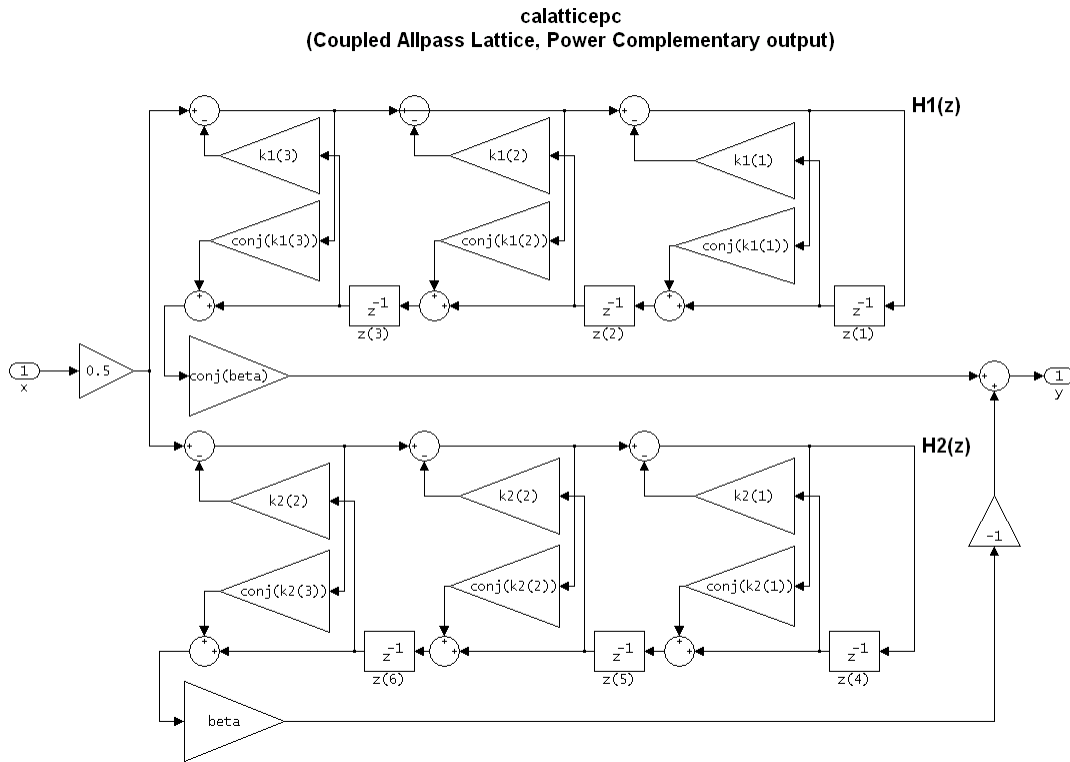 calatticepc
(Coupled Allpass Lattice, Power Complementary output)
+
−
+
−
+
−
H1(z)
k1(3)
k1(2)
k1(1)
conj(k1(3))
conj(k1(2))
conj(k1(1))
+
+
z-1
+
+
z-1
+
+
z-1
z(3)
z(2)
z(1)
1
x
0.5
conj(beta)
+
+
1
y
+
−
+
−
+
−
H2(z)
k2(2)
k2(2)
k2(1)
-1
conj(k2(3))
conj(k2(2))
conj(k2(1))
+
+
z-1
+
+
z-1
+
+
z-1
z(6)
z(5)
z(4)
beta